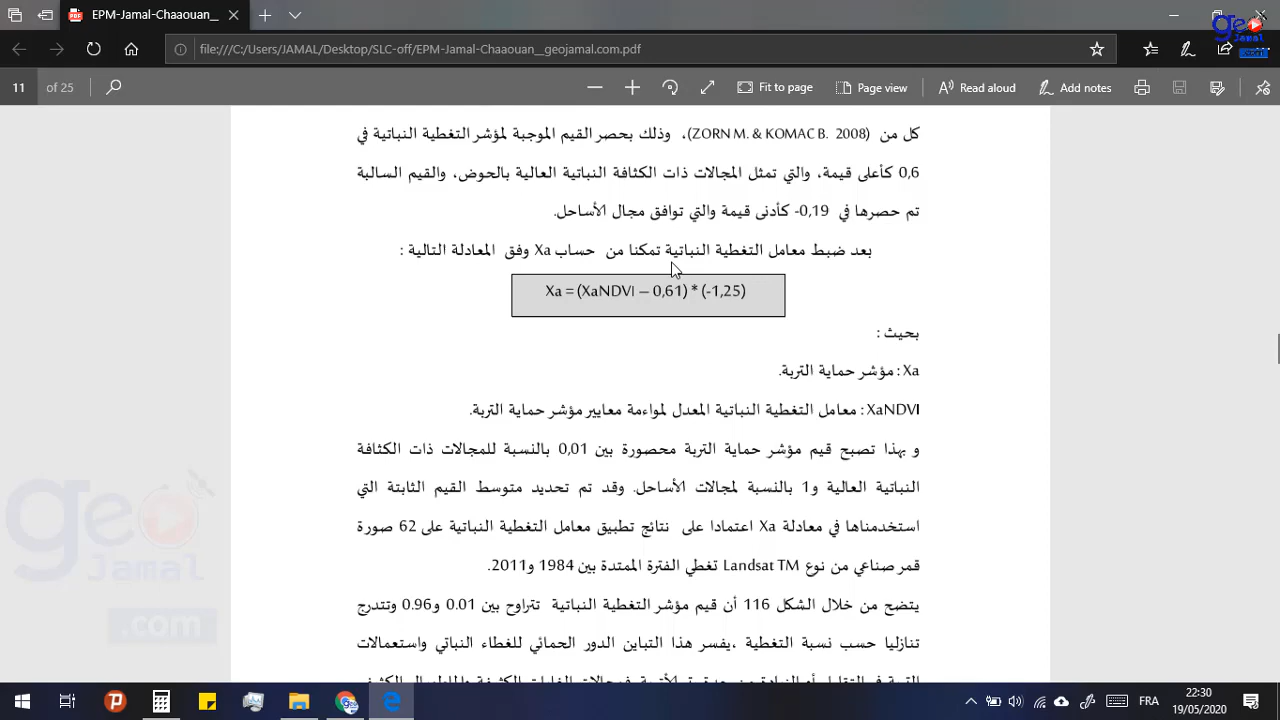 EPM-Jamal-Chaaouan_
file:///C:/Users/JAMAL/Desktop/SLC-off/EPM-Jamal-Chaaouan__geojamal.com.pdf
geo
Jamal
.com
11 of 25
Fit to page
Page view
Read aloud
Add notes
كل من (ZORN M. & KOMAC B. 2008)، وذلك بحصر القيم الموجبة لمؤشر التغطية النباتية في
0,6 كأعلى قيمة، والتي تمثل المجالات ذات الكثافة النباتية العالية بالحوض، والقيم السالبة
تم حصرها في 0,19- كأدنى قيمة والتي توافق مجال الأساحل.
بعد ضبط معامل التغطية النباتية تمكنا من حساب Xa وفق المعادلة التالية :
Xa = (XaNDVI – 0,61) * (-1,25)
بحيث :
Xa : مؤشر حماية التربة.
XaNDVI : معامل التغطية النباتية المعدل لمواءمة معايير مؤشر حماية التربة.
و بهذا تصبح قيم مؤشر حماية التربة محصورة بين 0,01 بالنسبة للمجالات ذات الكثافة
النباتية العالية و1 بالنسبة لمجالات الأساحل. وقد تم تحديد متوسط القيم الثابتة التي
استخدمناها في معادلة Xa اعتمادا على نتائج تطبيق معامل التغطية النباتية على 62 صورة
قمر صناعي من نوع Landsat TM تغطي الفترة الممتدة بين 1984 و2011.
يتضح من خلال الشكل 116 أن قيم مؤشر التغطية النباتية تتراوح بين 0.01 و0.96 وتتدرج
تنازليا حسب نسبة التغطية ،يفسر هذا التباين الدور الحمائي للغطاء النباتي واستعمالات
geo
Jamal
.com
FRA
22:30
19/05/2020